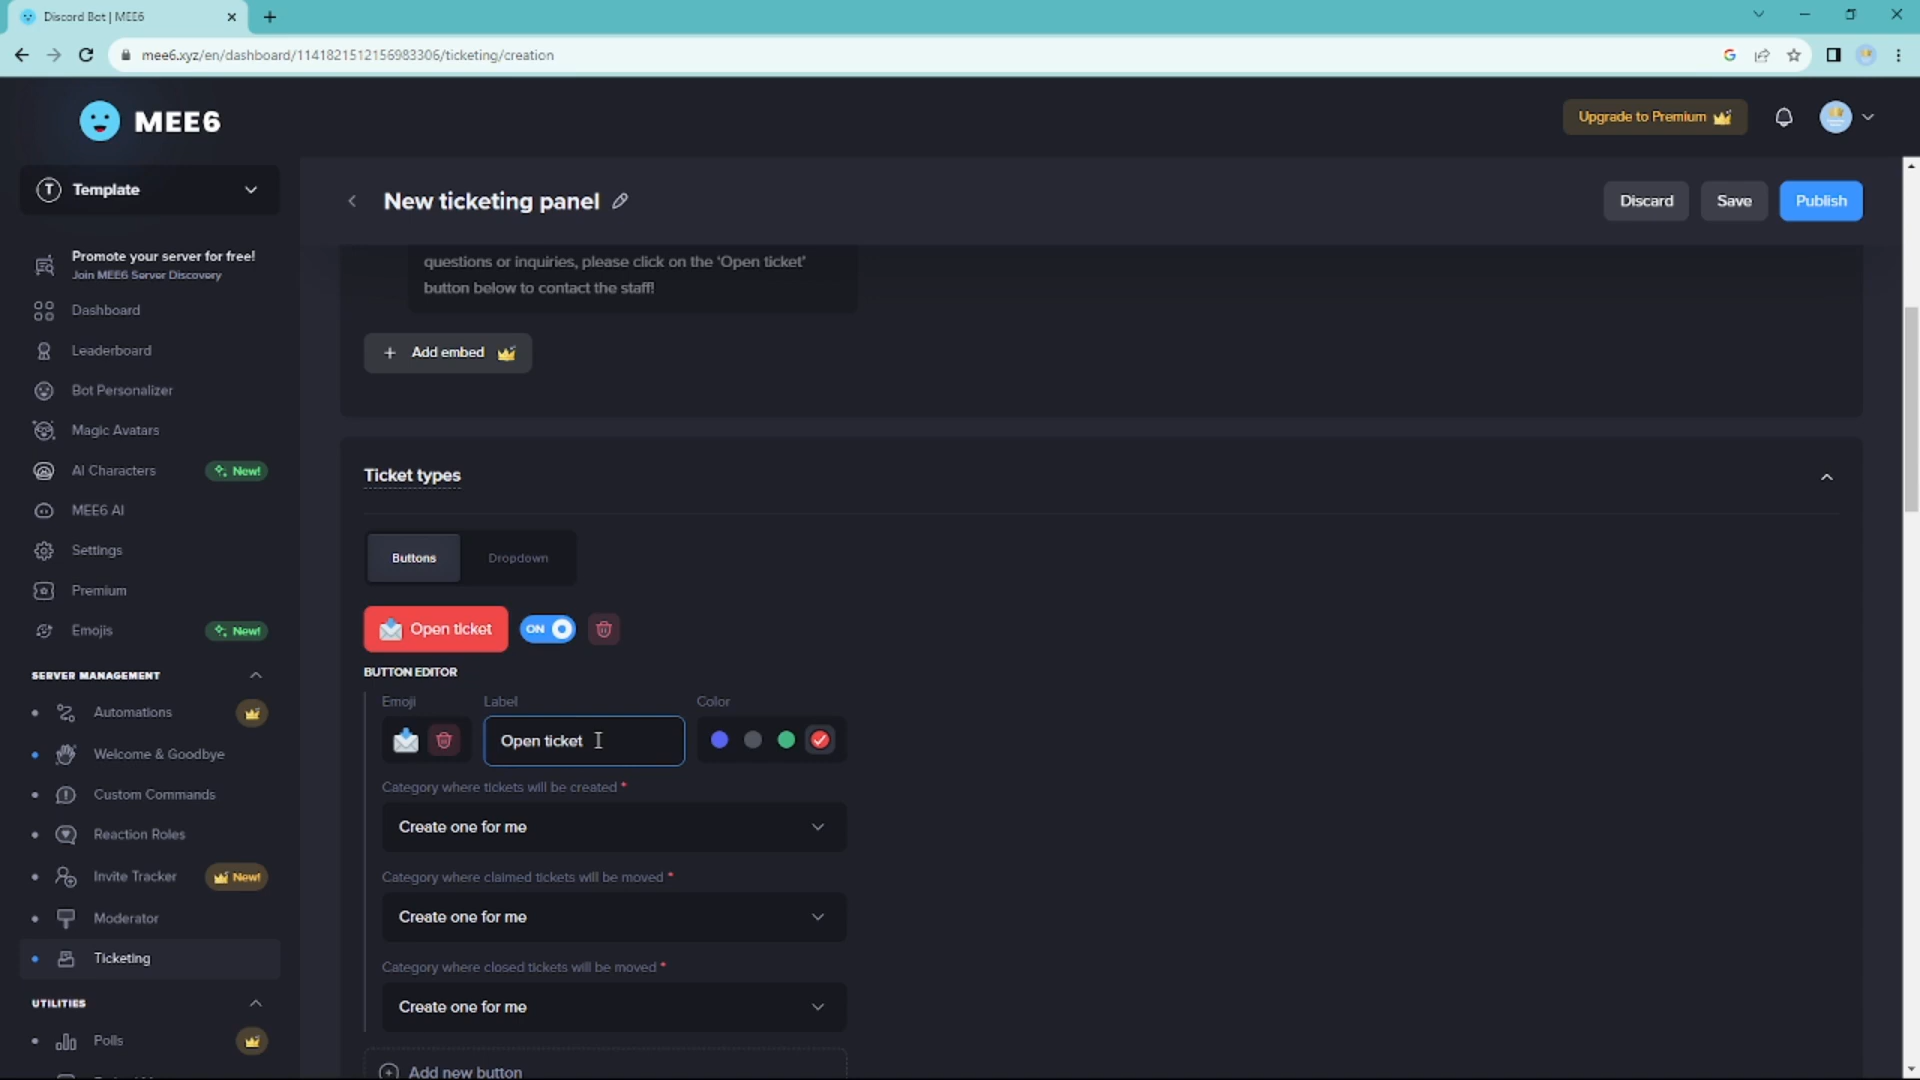 Discord Bot | MEE6
mee6.xyz/en/dashboard/1141821512156983306/ticketing/creation
MEE6
Upgrade to Premium
Template
New ticketing panel
Discard
Save
Publish
Promote your server for free!
Join MEE6 Server Discovery
Dashboard
Leaderboard
Bot Personalizer
Magic Avatars
AI Characters
New!
MEE6 AI
Settings
Premium
Emojis
New!
SERVER MANAGEMENT
Automations
Welcome & Goodbye
Custom Commands
Reaction Roles
Invite Tracker
New!
Moderator
Ticketing
UTILITIES
Polls
questions or inquiries, please click on the 'Open ticket'
button below to contact the staff!
+ Add embed
Ticket types
Buttons
Dropdown
Open ticket
ON
BUTTON EDITOR
Emoji
Label
Color
Open ticket
Category where tickets will be created *
Create one for me
Category where claimed tickets will be moved *
Create one for me
Category where closed tickets will be moved *
Create one for me
Add new button